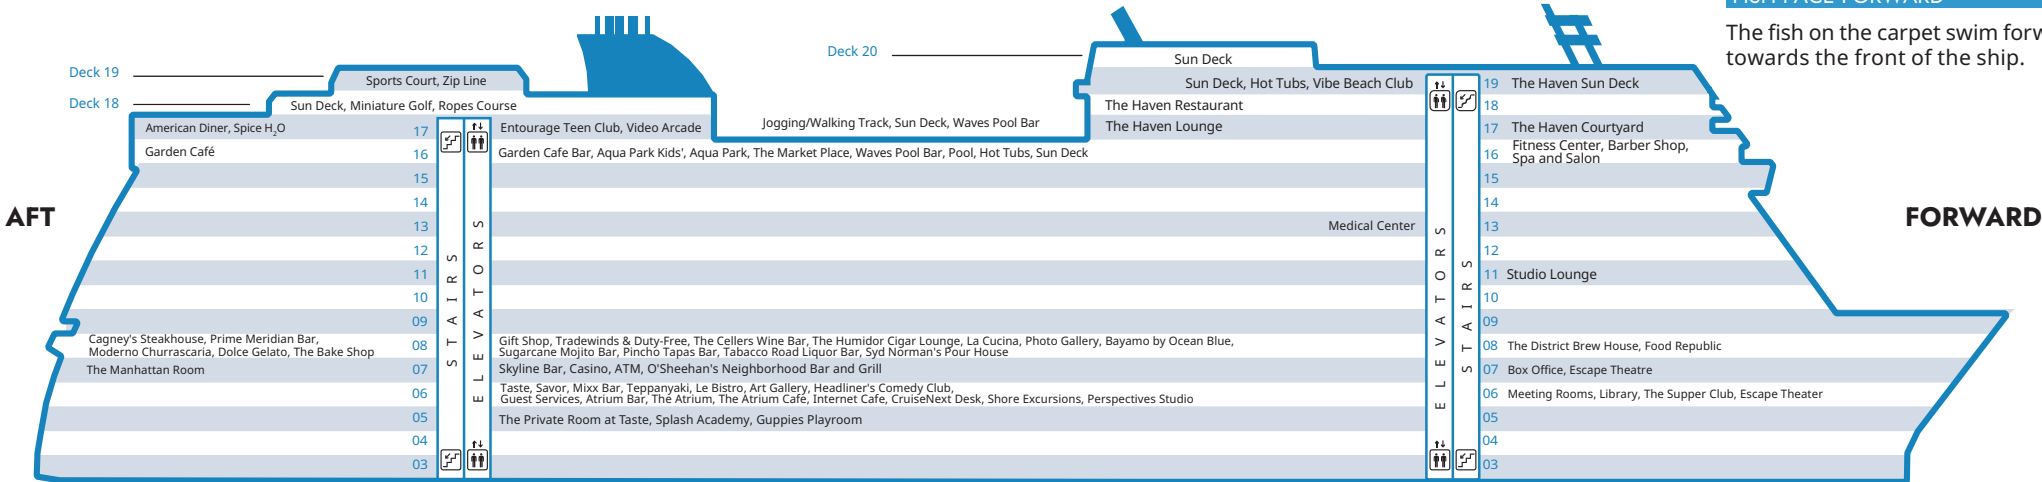 The fish on the carpet swim
towards the front of the ship.
Deck 20
Sun Deck
Deck 19
Sports Court, Zip Line
Sun Deck, Hot Tubs, Vibe Beach Club
19 The Haven Sun Deck
Deck 18
Sun Deck, Miniature Golf, Ropes Course
The Haven Restaurant
18
American Diner, Spice H₂O
17
Entourage Teen Club, Video Arcade
Jogging/Walking Track, Sun Deck, Waves Pool Bar
The Haven Lounge
17 The Haven Courtyard
Garden Café
16
Garden Cafe Bar, Aqua Park Kids', Aqua Park, The Market Place, Waves Pool Bar, Pool, Hot Tubs, Sun Deck
16 Fitness Center, Barber Shop,
Spa and Salon
15
15
14
14
AFT
FORWARD
13
Medical Center
13
12
12
11
11 Studio Lounge
10
10
09
09
Cagney's Steakhouse, Prime Meridian Bar,
Moderno Churrascaria, Dolce Gelato, The Bake Shop
08
Gift Shop, Tradewinds & Duty-Free, The Cellers Wine Bar, The Humidor Cigar Lounge, La Cucina, Photo Gallery, Bayamo by Ocean Blue,
Sugarcane Mojito Bar, Pincho Tapas Bar, Tabacco Road Liquor Bar, Syd Norman's Pour House
08 The District Brew House, Food Republic
The Manhattan Room
07
Skyline Bar, Casino, ATM, O'Sheehan's Neighborhood Bar and Grill
07 Box Office, Escape Theatre
06
Taste, Savor, Mixx Bar, Teppanyaki, Le Bistro, Art Gallery, Headliner's Comedy Club,
Guest Services, Atrium Bar, The Atrium, The Atrium Café, Internet Cafe, CruiseNext Desk, Shore Excursions, Perspectives Studio
06 Meeting Rooms, Library, The Supper Club, Escape Theater
05
The Private Room at Taste, Splash Academy, Guppies Playroom
05
04
04
03
03
STAIRS
ELEVATORS
ELEVATORS
STAIRS